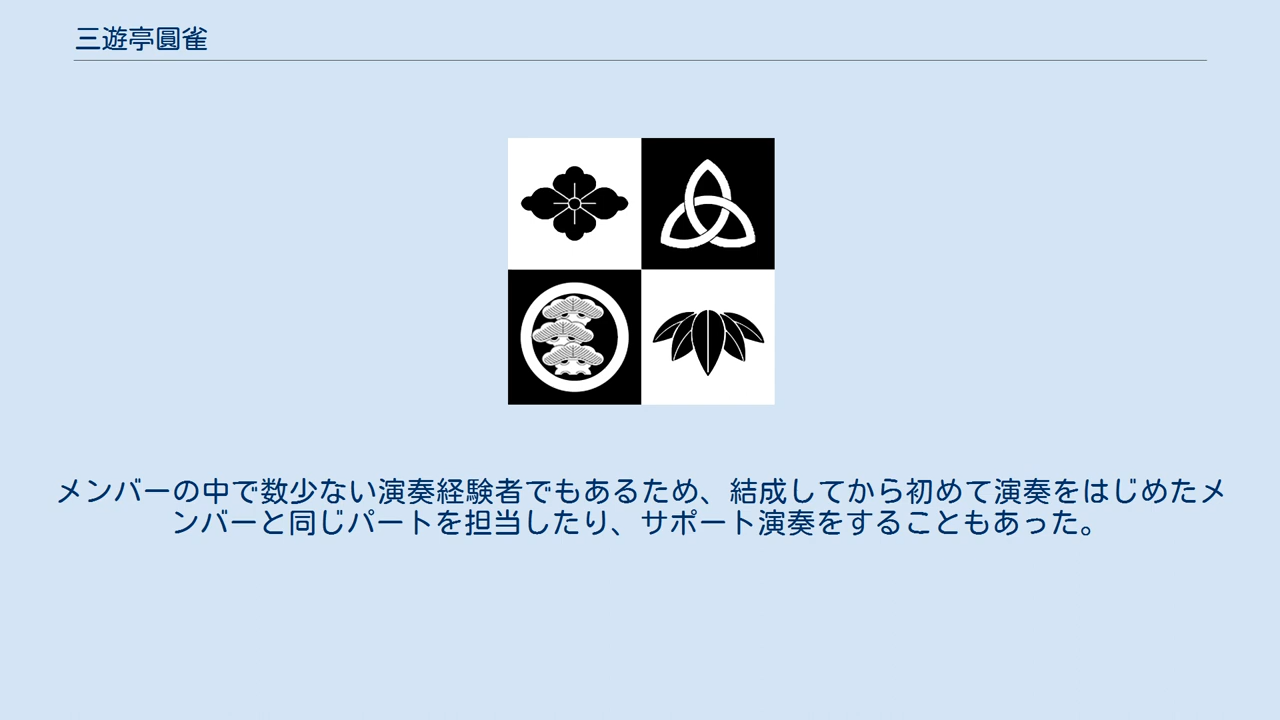 三遊亭圓雀
メンバーの中で数少ない演奏経験者でもあるため、結成してから初めて演奏をはじめたメ
ンバーと同じパートを担当したり、サポート演奏をすることもあった。